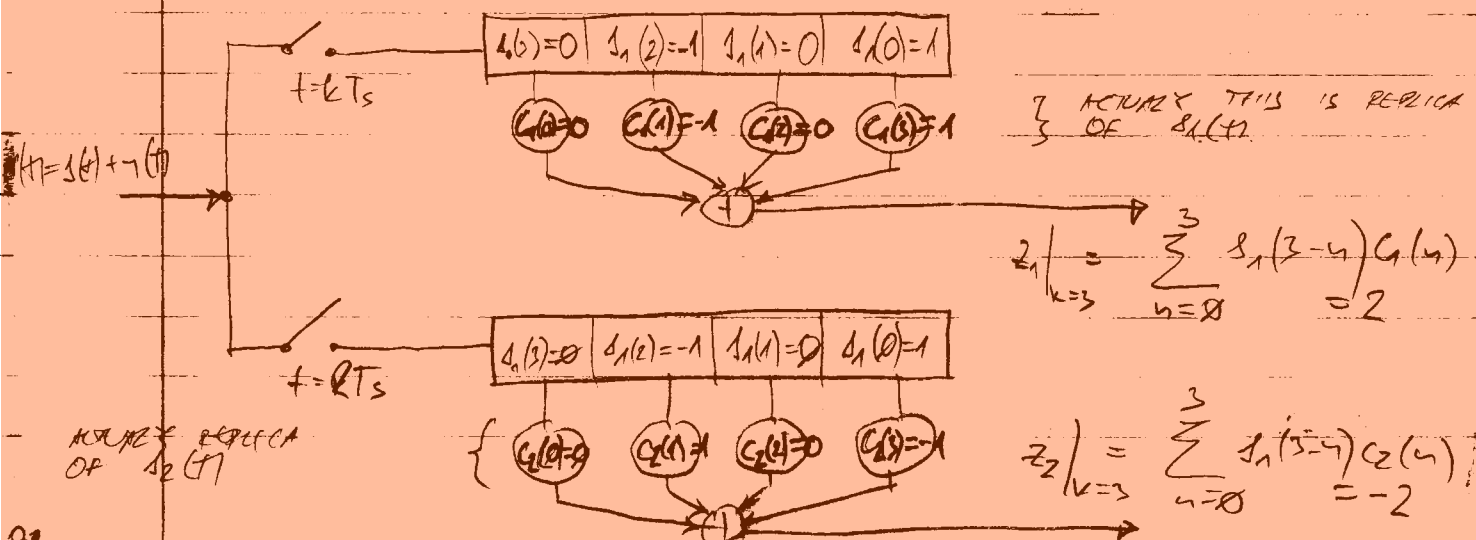 s₁(3)=0 s₁(2)=-1 s₁(1)=0 s₁(0)=1
t=kTs
c₁(0)=0 c₁(1)=-1 c₁(2)=0 c₁(3)=1
} ACTUALLY THIS IS REPLICA
OF s₁(t)
r(t)=s(t)+n(t)
+
z₁|k=3 = Σ n=0 3 s₁(3-n) c₁(n)
=2
s₁(3)=0 s₁(2)=-1 s₁(1)=0 s₁(0)=1
t=kTs
ACTUALLY REPLICA
OF s₂(t)
{ c₂(0)=0 c₂(1)=1 c₂(2)=0 c₂(3)=-1
z₂|k=3 = Σ n=0 3 s₁(3-n) c₂(n)
=-2
+